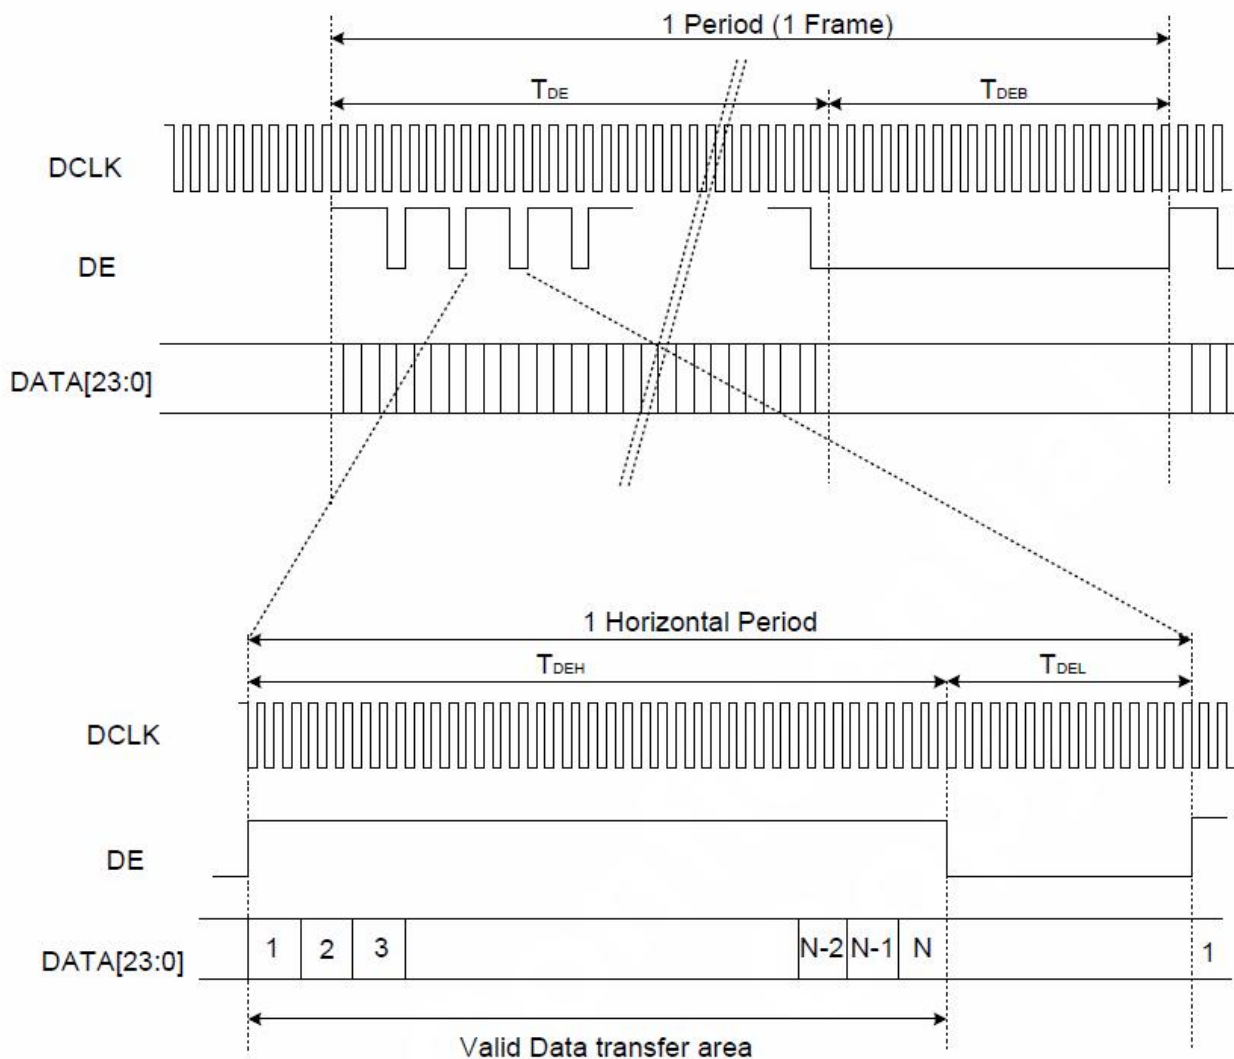 1 Period (1 Frame)
TDE
TDEB
DCLK
DE
DATA[23:0]
1 Horizontal Period
TDEH
TDEL
DCLK
DE
DATA[23:0]
1 2 3 N-2 N-1 N 1
Valid Data transfer area